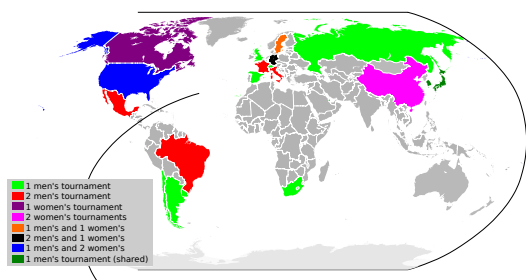 1 men's tournament
2 men's tournament
1 women's tournament
2 women's tournaments
1 men's and 1 women's
2 men's and 1 women's
1 men's and 2 women's
1 men's tournament (shared)